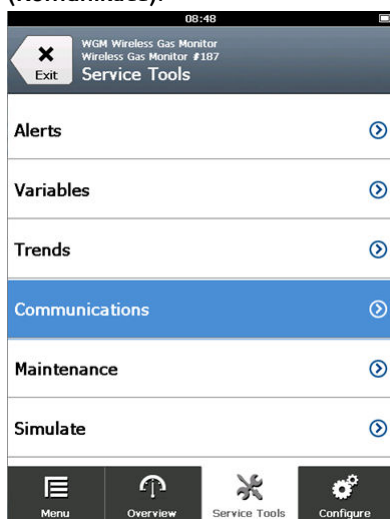 08:48
Exit
WGM Wireless Gas Monitor
Wireless Gas Monitor #187
Service Tools
Alerts
Variables
Trends
Communications
Maintenance
Simulate
Menu
Overview
Service Tools
Configure